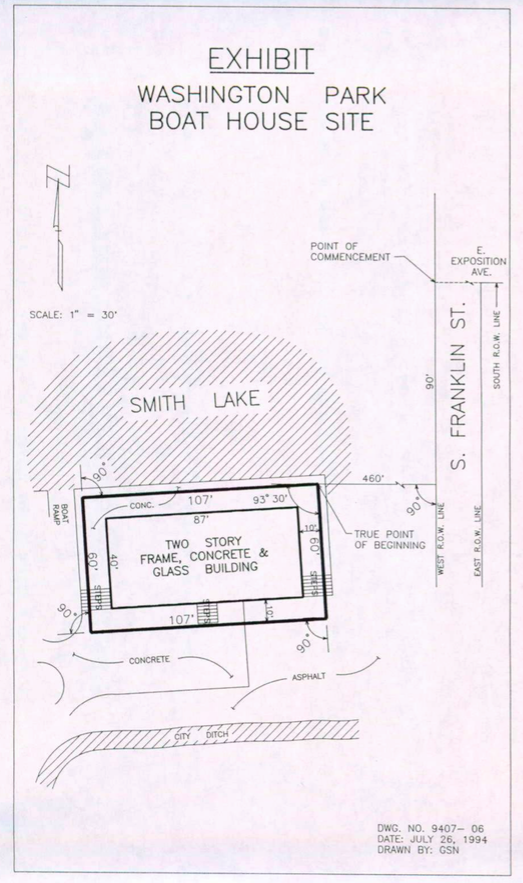 EXHIBIT
WASHINGTON PARK
BOAT HOUSE SITE
SCALE: 1" = 30'
POINT OF
COMMENCEMENT
E.
EXPOSITION
AVE.
SOUTH R.O.W. LINE
S. FRANKLIN ST.
90'
SMITH LAKE
460'
90°
WEST R.O.W. LINE
EAST R.O.W. LINE
90°
BOAT
RAMP
CONC.
107'
93° 30'
87'
TRUE POINT
OF BEGINNING
60'
40'
10'
60'
TWO STORY
FRAME, CONCRETE &
GLASS BUILDING
STEPS
STEPS
STEPS
10'
90°
107'
90°
CONCRETE
ASPHALT
CITY DITCH
DWG. NO. 9407- 06
DATE: JULY 26, 1994
DRAWN BY: GSN